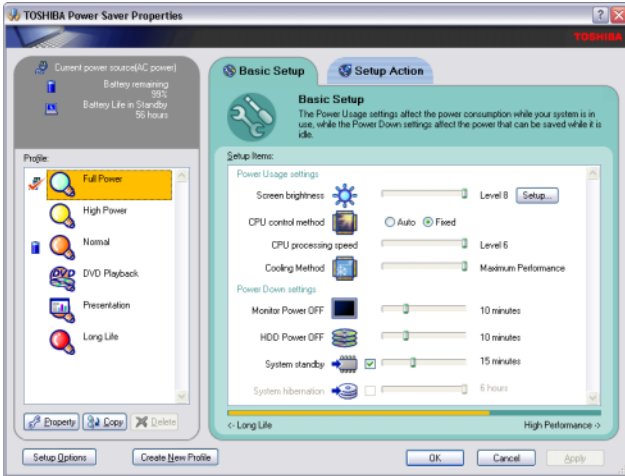 TOSHIBA Power Saver Properties
TOSHIBA
Current power source(AC power)
Battery remaining
99%
Battery Life in Standby
56 hours
Profile:
Full Power
High Power
Normal
DVD Playback
Presentation
Long Life
Property
Copy
Delete
Basic Setup
Setup Action
Basic Setup
The Power Usage settings affect the power consumption while your system is in
use, while the Power Down settings affect the power that can be saved while it is
idle.
Setup Items:
Power Usage settings
Screen brightness Level 8 Setup...
CPU control method Auto Fixed
CPU processing speed Level 6
Cooling Method Maximum Performance
Power Down settings
Monitor Power OFF 10 minutes
HDD Power OFF 10 minutes
System standby 15 minutes
System hibernation 6 hours
<- Long Life High Performance ->
Setup Options Create New Profile OK Cancel Apply